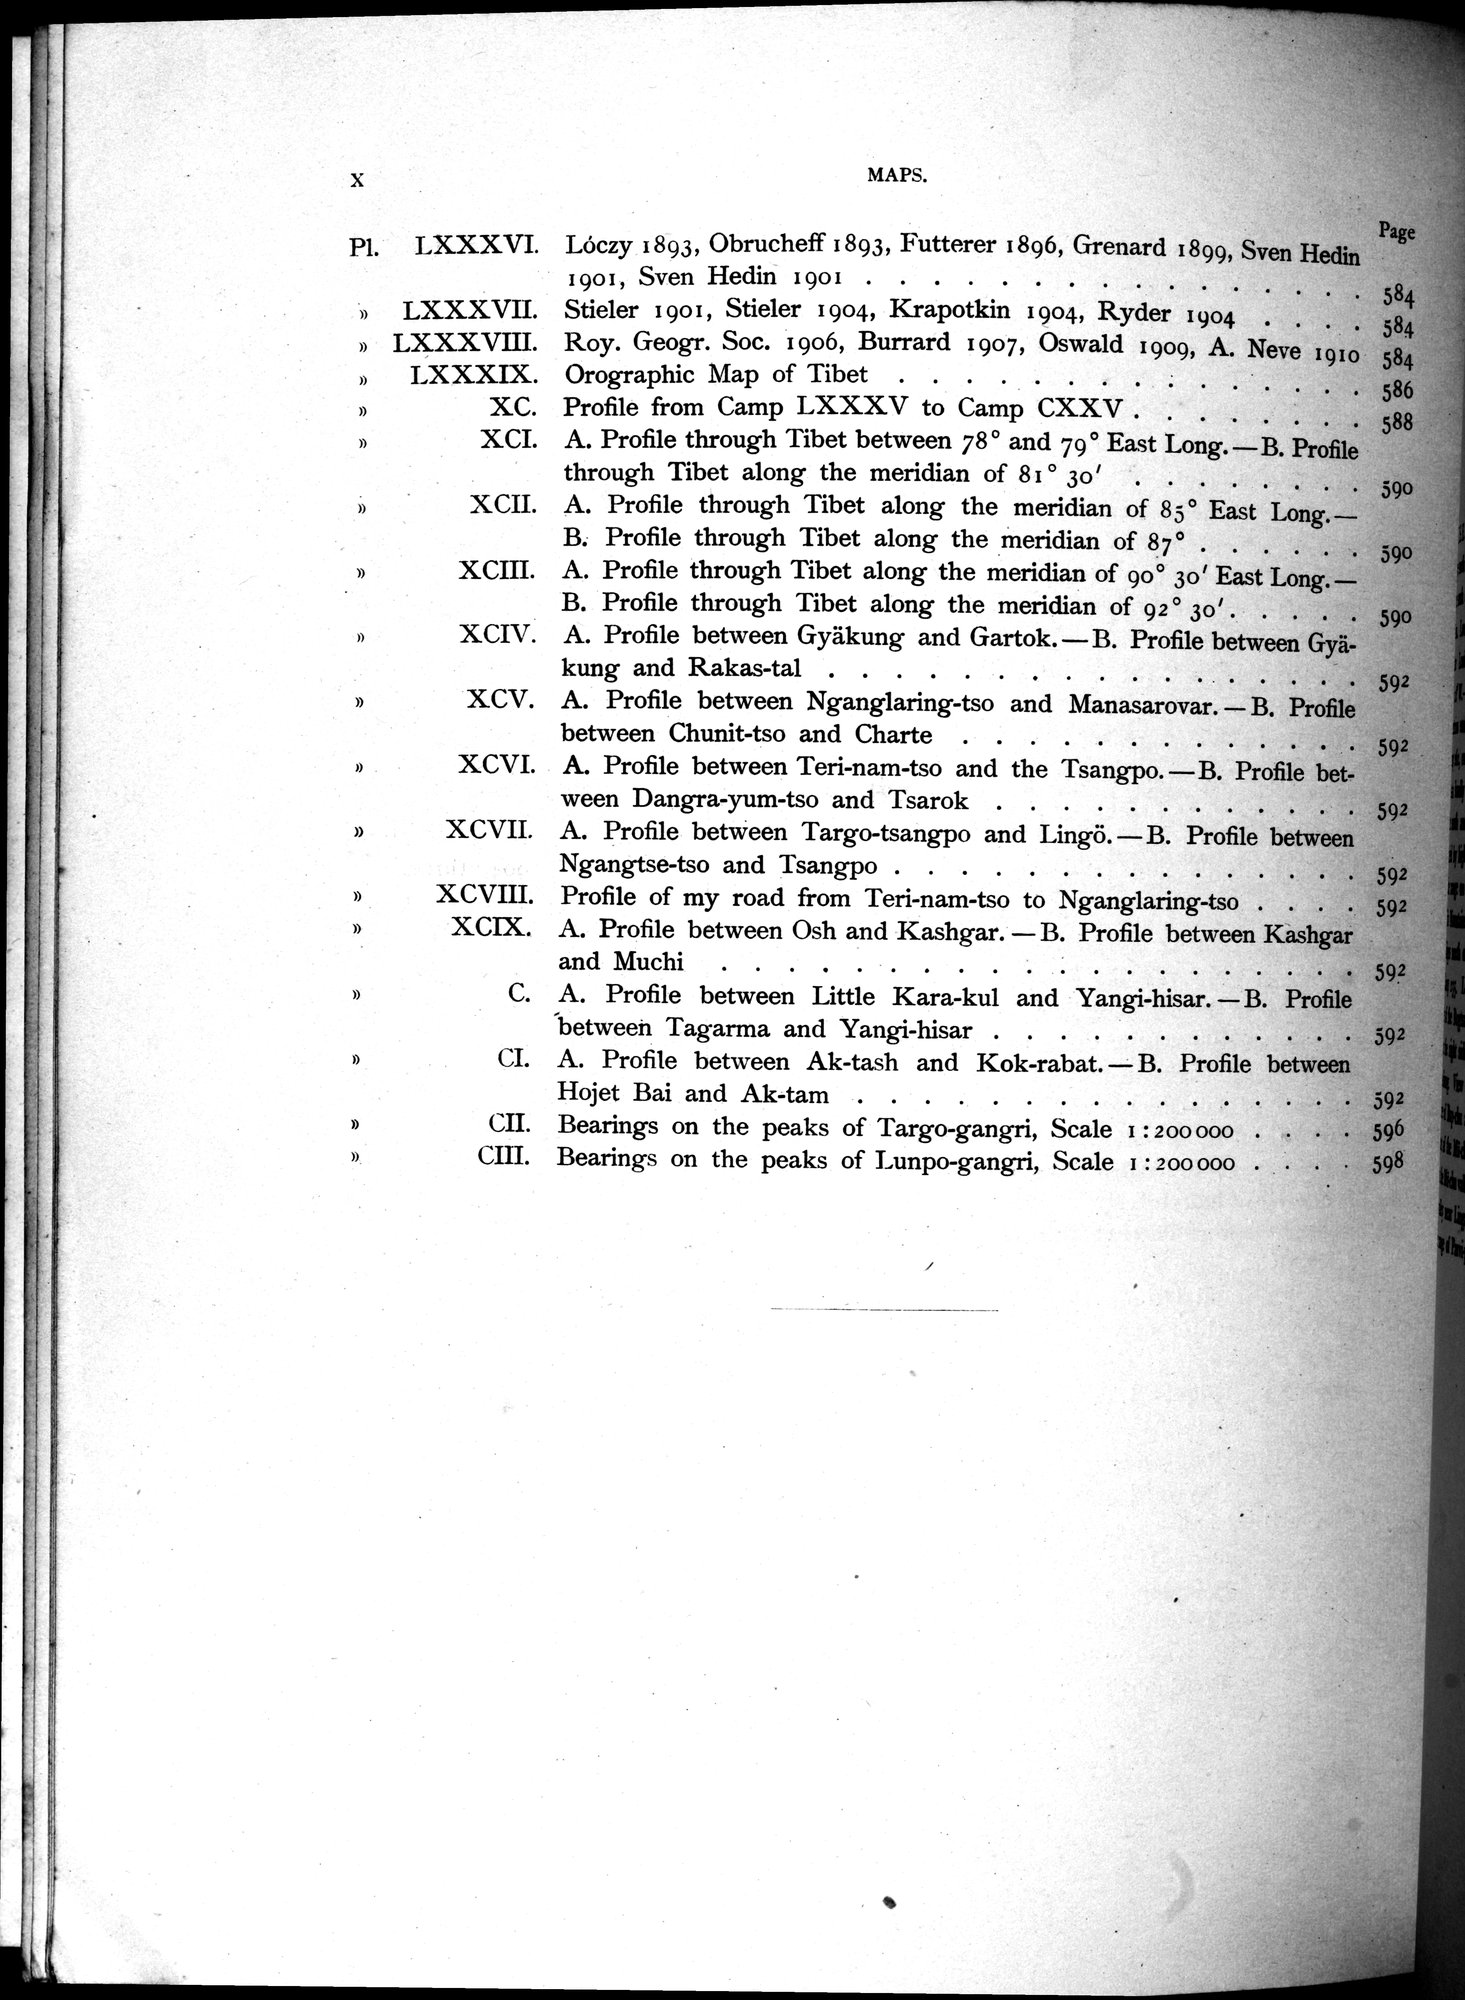 X MAPS.
Page
Pl. LXXXVI. Lóczy 1893, Obrucheff 1893, Futterer 1896, Grenard 1899, Sven Hedin
1901, Sven Hedin 1901 . . . . . . . . . . . . . . . 584
» LXXXVII. Stieler 1901, Stieler 1904, Krapotkin 1904, Ryder 1904 . . . . 584
» LXXXVIII. Roy. Geogr. Soc. 1906, Burrard 1907, Oswald 1909, A. Neve 1910 584
» LXXXIX. Orographic Map of Tibet . . . . . . . . . . . . . . 586
» XC. Profile from Camp LXXXV to Camp CXXV . . . . . . . 588
» XCI. A. Profile through Tibet between 78° and 79° East Long.—B. Profile
through Tibet along the meridian of 81° 30′ . . . . . . . 590
» XCII. A. Profile through Tibet along the meridian of 85° East Long.—
B. Profile through Tibet along the meridian of 87° . . . . . . 590
» XCIII. A. Profile through Tibet along the meridian of 90° 30′ East Long.—
B. Profile through Tibet along the meridian of 92° 30′ . . . . . 590
» XCIV. A. Profile between Gyäkung and Gartok.—B. Profile between Gyä-
kung and Rakas-tal . . . . . . . . . . . . . . . . 592
» XCV. A. Profile between Nganglaring-tso and Manasarovar.—B. Profile
between Chunit-tso and Charte . . . . . . . . . . . . 592
» XCVI. A. Profile between Teri-nam-tso and the Tsangpo.—B. Profile bet-
ween Dangra-yum-tso and Tsarok . . . . . . . . . . . 592
» XCVII. A. Profile between Targo-tsangpo and Lingö.—B. Profile between
Ngangtse-tso and Tsangpo . . . . . . . . . . . . . . 592
» XCVIII. Profile of my road from Teri-nam-tso to Nganglaring-tso . . . . 592
» XCIX. A. Profile between Osh and Kashgar.—B. Profile between Kashgar
and Muchi . . . . . . . . . . . . . . . . . . . 592
» C. A. Profile between Little Kara-kul and Yangi-hisar.—B. Profile
between Tagarma and Yangi-hisar . . . . . . . . . . . 592
» CI. A. Profile between Ak-tash and Kok-rabat.—B. Profile between
Hojet Bai and Ak-tam . . . . . . . . . . . . . . . 592
» CII. Bearings on the peaks of Targo-gangri, Scale 1:200000 . . . . 596
» CIII. Bearings on the peaks of Lunpo-gangri, Scale 1:200000 . . . . 598